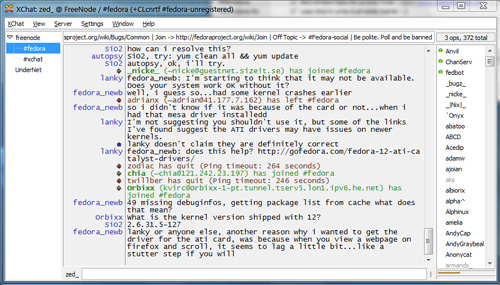 XChat: zed_ @ FreeNode / #fedora (+CLcnrtf #fedora-unregistered)
XChat View Server Settings Window Help
freenode
#fedora
#xchat
UnderNet
sproject.org/wiki/Bugs/Common | Join -> http://fedoraproject.org/wiki/Join | Off Topic -> #Fedora-social | Be polite. Poll and be banned
3 ops, 372 total
SiO2 how can i resolve this?
autopsy SiO2, try: yum clean all && yum update
SiO2 autopsy, ok, i'll try.
_nicke_ (~nicke@guestnet.sizeit.se) has joined #fedora
lanky fedora_newb: I'm starting to think that it may not be available.
Does your system work OK without it?
fedora_newb well, i guess so...had some kernel crashes earlier
adrianx (~adrian@41.177.7.162) has left #fedora
fedora_newb so i didn't know if it was because of the card or not...when i
had that mesa driver installedd
lanky I'm not suggesting you shouldn't use it, but some of the links
I've found suggest the ATI drivers may have issues on newer
kernels.
lanky doesn't claim they are definitely correct
lanky fedora_newb: does this help? http://gofedora.com/fedora-12-ati-ca
talyst-drivers/
zodiac has quit (Ping timeout: 264 seconds)
chia (~chia@121.242.23.197) has joined #fedora
twillber has quit (Ping timeout: 246 seconds)
Orbixx (kvirc@Orbixx-1-pt.tunnel.tserv5.lon1.ipv6.he.net) has
joined #fedora
fedora_newb 49 missing debuginfos, getting package list from cache what does
that mean?
Orbixx What is the kernel version shipped with 12?
SiO2 2.6.31.5-127
fedora_newb lanky or anyone else, another reason why i wanted to get the
driver for the ati card, was because when you view a webpage on
firefox and scroll, it seems to lag a little bit...like a
stutter step if you will
zed_
Anvil
ChanServ
fedbot
_bugz_
_nicke_
_|Nix|_
`Onyx
abatoo
ABCD
Acedip
adamw
ajoian
aks
albiorix
alpha^
Alphinux
amelia
AndyCap
AndyGraybeal
Anonycat
armands_